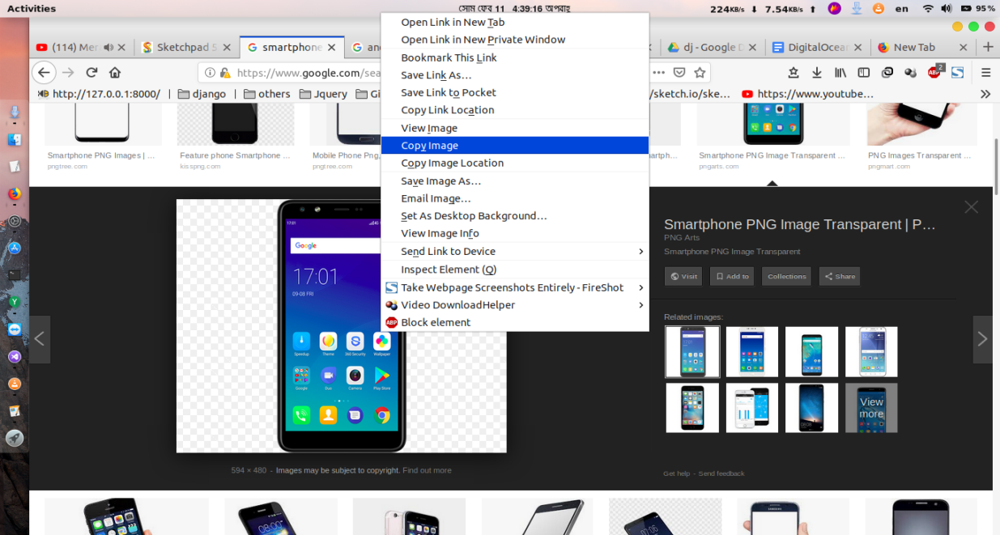 Activities
সোম ফেব 11 4:39:16 অপরাহ্ন
224KB/s ⬇ 7.54KB/s ⬆
en
95%
(114) Mer
Sketchpad 5
smartphone
dj - Google D
DigitalOcean
New Tab
https://www.google.com/sea
2
http://127.0.0.1:8000/
django
others
Jquery
Gi
/sketch.io/ske...
https://www.youtube...
Open Link in New Tab
Open Link in New Private Window
Bookmark This Link
Save Link As...
Save Link to Pocket
Copy Link Location
View Image
Copy Image
Copy Image Location
Save Image As...
Email Image...
Set As Desktop Background...
View Image Info
Send Link to Device
Inspect Element (Q)
Take Webpage Screenshots Entirely - FireShot
Video DownloadHelper
ABP Block element
Smartphone PNG Images | ...
pngtree.com
Feature phone Smartphone ...
kisspng.com
Mobile Phone Png
pngtree.com
artph...
Smartphone PNG Image Transparent ...
pngarts.com
PNG Images Transparent ...
pngmart.com
17:01
Google
17:01
09-08 FRI
Speedup
Theme
360 Security
Wallpaper
Google
Duo
Camera
Play Store
594 × 480 - Images may be subject to copyright. Find out more
Smartphone PNG Image Transparent | P...
PNG Arts
Smartphone PNG Image Transparent
Visit
Add to
Collections
Share
Related images:
View more
Get help - Send feedback